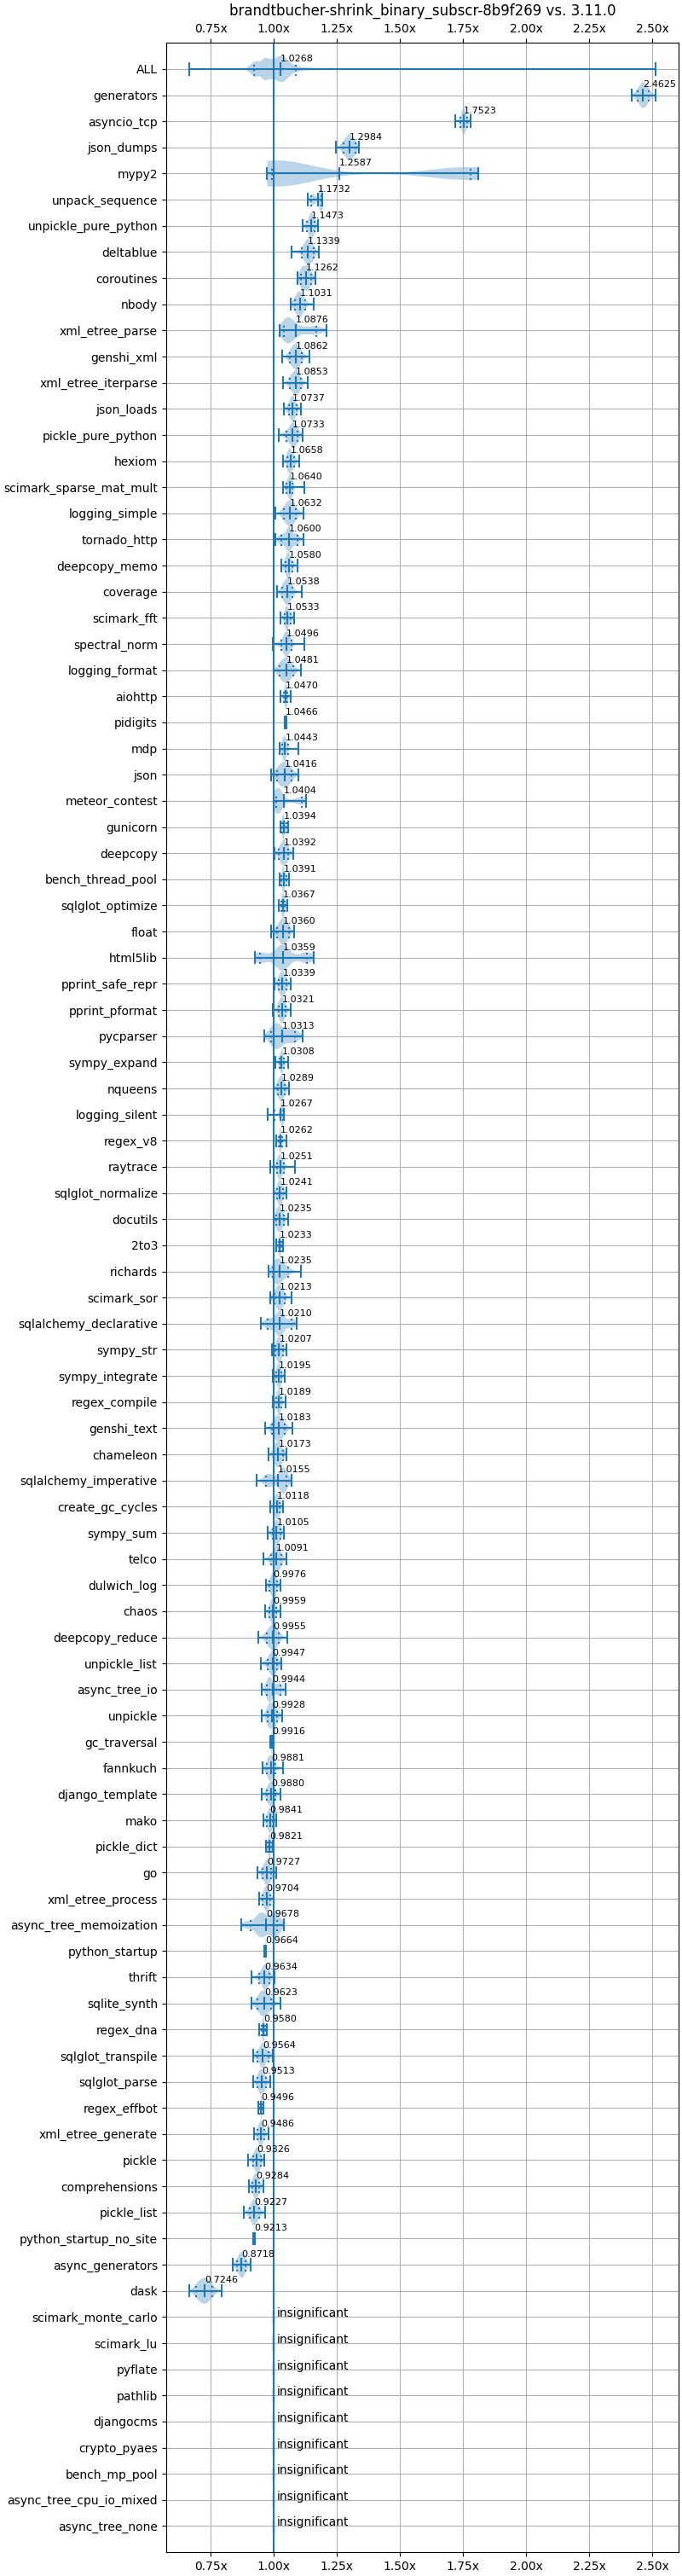 brandtbucher-shrink_binary_subscr-8b9f269 vs. 3.11.0
0.75x 1.00x 1.25x 1.50x 1.75x 2.00x 2.25x 2.50x
ALL 1.0268
generators 2.4625
asyncio_tcp 1.7523
json_dumps 1.2984
mypy2 1.2587
unpack_sequence 1.1732
unpickle_pure_python 1.1473
deltablue 1.1339
coroutines 1.1262
nbody 1.1031
xml_etree_parse 1.0876
genshi_xml 1.0862
xml_etree_iterparse 1.0853
json_loads 1.0737
pickle_pure_python 1.0733
hexiom 1.0658
scimark_sparse_mat_mult 1.0640
logging_simple 1.0632
tornado_http 1.0600
deepcopy_memo 1.0580
coverage 1.0538
scimark_fft 1.0533
spectral_norm 1.0496
logging_format 1.0481
aiohttp 1.0470
pidigits 1.0466
mdp 1.0443
json 1.0416
meteor_contest 1.0404
gunicorn 1.0394
deepcopy 1.0392
bench_thread_pool 1.0391
sqlglot_optimize 1.0367
float 1.0360
html5lib 1.0359
pprint_safe_repr 1.0339
pprint_pformat 1.0321
pycparser 1.0313
sympy_expand 1.0308
nqueens 1.0289
logging_silent 1.0267
regex_v8 1.0262
raytrace 1.0251
sqlglot_normalize 1.0241
docutils 1.0235
2to3 1.0233
richards 1.0235
scimark_sor 1.0213
sqlalchemy_declarative 1.0210
sympy_str 1.0207
sympy_integrate 1.0195
regex_compile 1.0189
genshi_text 1.0183
chameleon 1.0173
sqlalchemy_imperative 1.0155
create_gc_cycles 1.0118
sympy_sum 1.0105
telco 1.0091
dulwich_log 0.9976
chaos 0.9959
deepcopy_reduce 0.9955
unpickle_list 0.9947
async_tree_io 0.9944
unpickle 0.9928
gc_traversal 0.9916
fannkuch 0.9881
django_template 0.9880
mako 0.9841
pickle_dict 0.9821
go 0.9727
xml_etree_process 0.9704
async_tree_memoization 0.9678
python_startup 0.9664
thrift 0.9634
sqlite_synth 0.9623
regex_dna 0.9580
sqlglot_transpile 0.9564
sqlglot_parse 0.9513
regex_effbot 0.9496
xml_etree_generate 0.9486
pickle 0.9326
comprehensions 0.9284
pickle_list 0.9227
python_startup_no_site 0.9213
async_generators 0.8718
dask 0.7246
scimark_monte_carlo insignificant
scimark_lu insignificant
pyflate insignificant
pathlib insignificant
djangocms insignificant
crypto_pyaes insignificant
bench_mp_pool insignificant
async_tree_cpu_io_mixed insignificant
async_tree_none insignificant
0.75x 1.00x 1.25x 1.50x 1.75x 2.00x 2.25x 2.50x